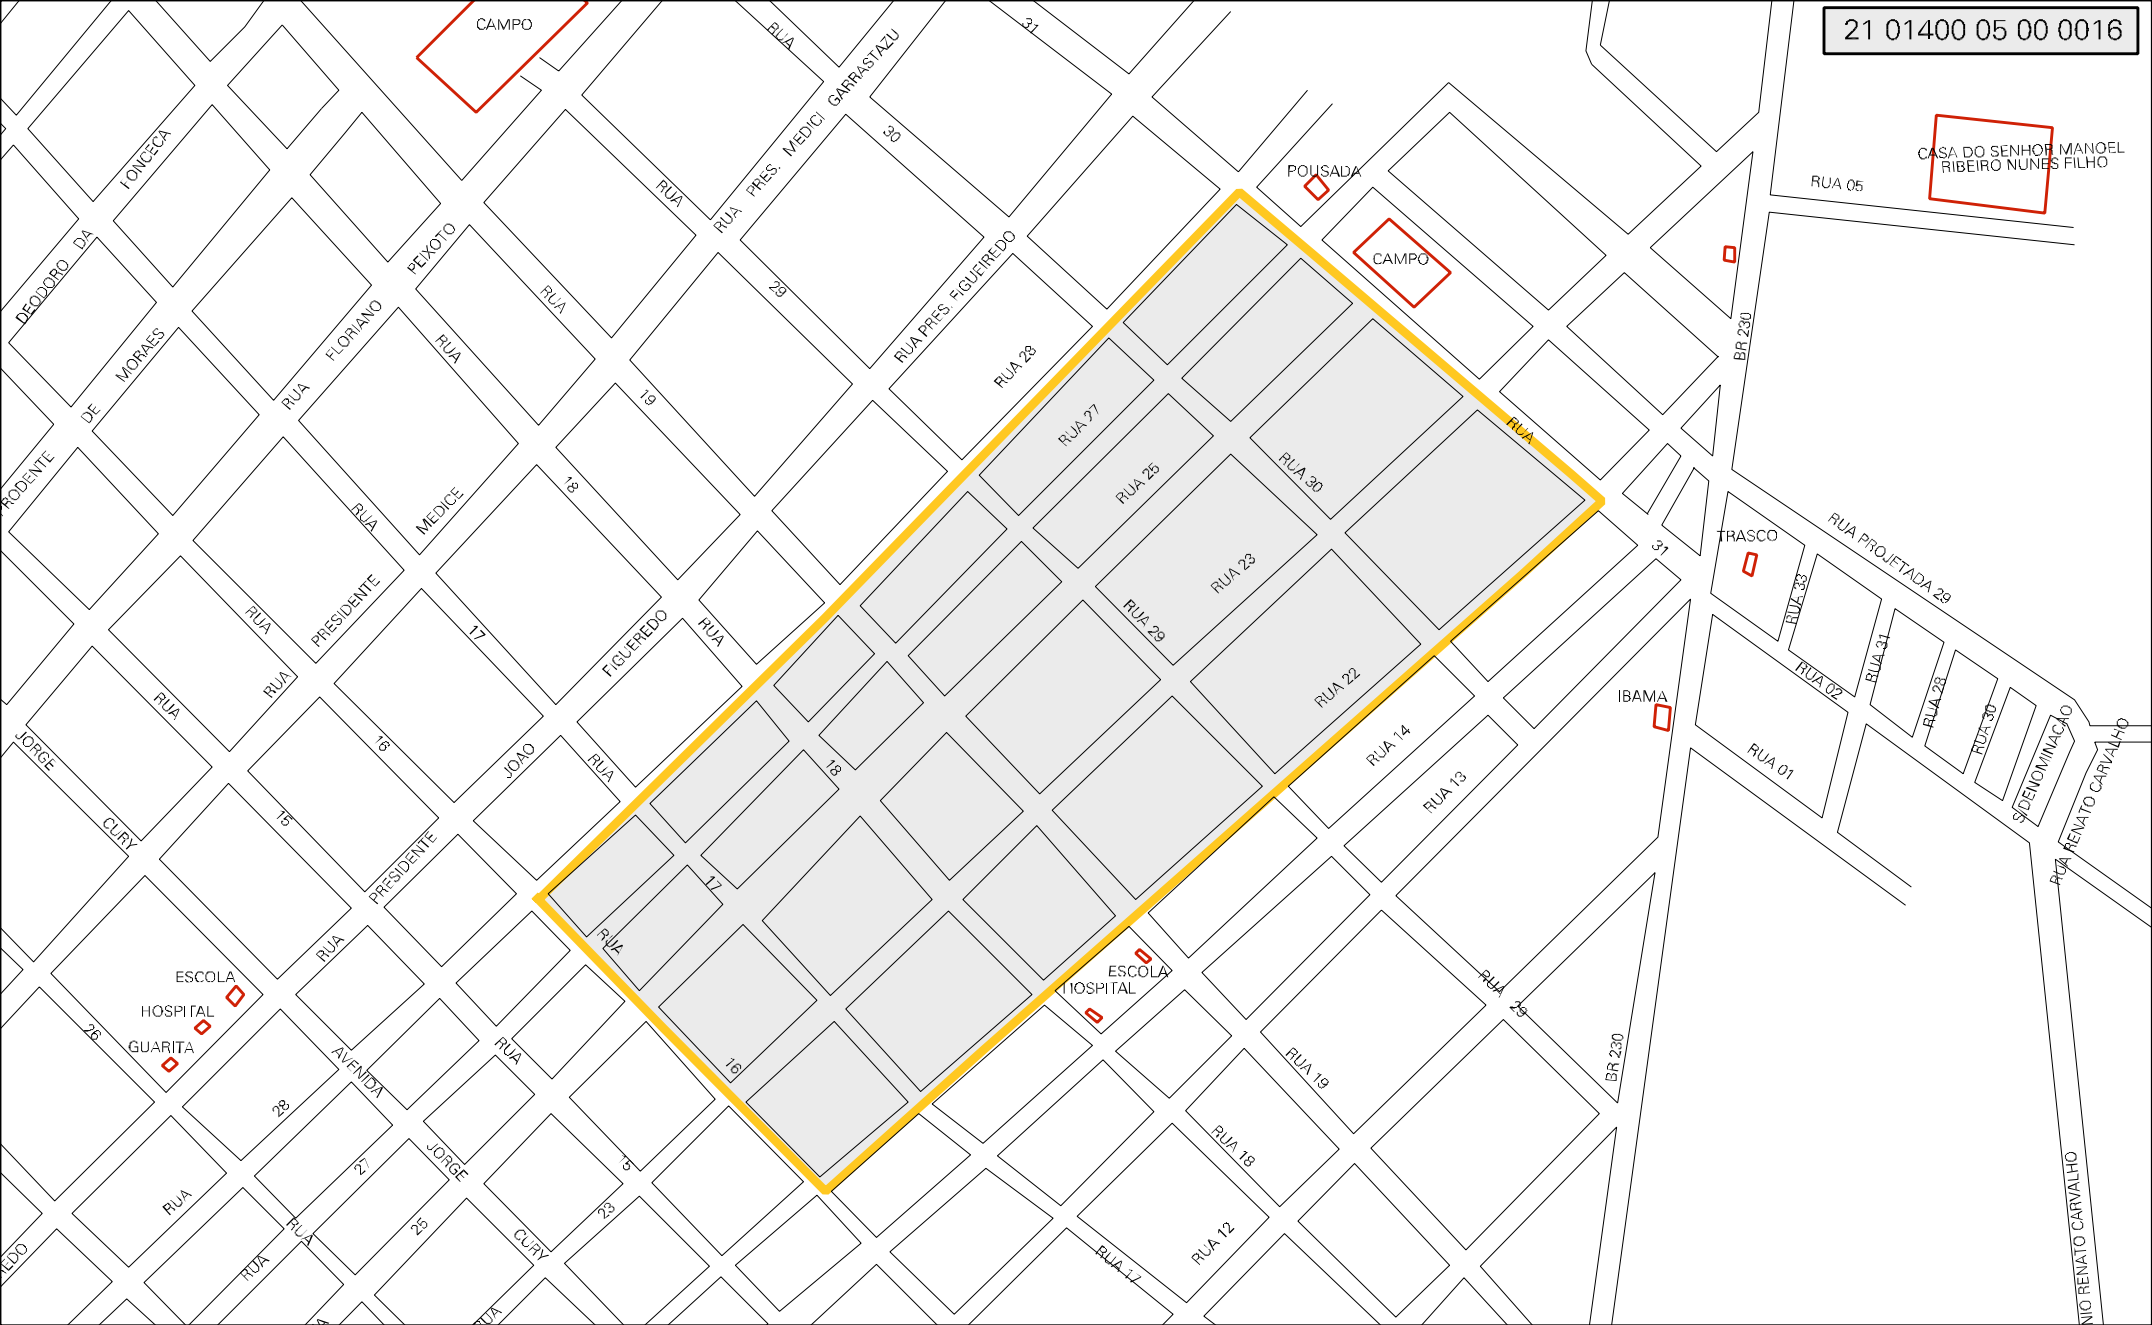 21 01400 05 00 0016
CAMPO
RUA
31
RUA PRES. MEDICI GARRASTAZU
30
FONCECA
DA
DEODORO
RUA
PEIXOTO
FLORIANO
RUA
RUA
29
RUA PRES. FIGUEIREDO
RUA 28
POUSADA
CAMPO
CASA DO SENHOR MANOEL
RIBEIRO NUNES FILHO
RUA 05
BR 230
MORAES
DE
PRODENTE
RUA
19
18
RUA
MEDICE
PRESIDENTE
RUA
RUA
17
RUA
16
RUA 27
RUA 25
RUA 30
RUA
31
RUA 23
RUA 29
RUA 22
TRASCO
RUA PROJETADA 29
RUA 33
RUA 31
RUA 02
RUA 28
RUA 30
S/DENOMINACAO
RUA RENATO CARVALHO
IBAMA
RUA 01
RUA 14
RUA 13
FIGUEREDO
JOAO
PRESIDENTE
RUA
RUA
RUA
18
17
RUA
16
JORGE
CURY
15
ESCOLA
HOSPITAL
GUARITA
26
AVENIDA
28
27
JORGE
25
CURY
RUA
15
23
RUA
RUA
RUA
RUA
ESCOLA
HOSPITAL
RUA 29
RUA 19
RUA 18
RUA 12
RUA 17
BR 230
NIO RENATO CARVALHO